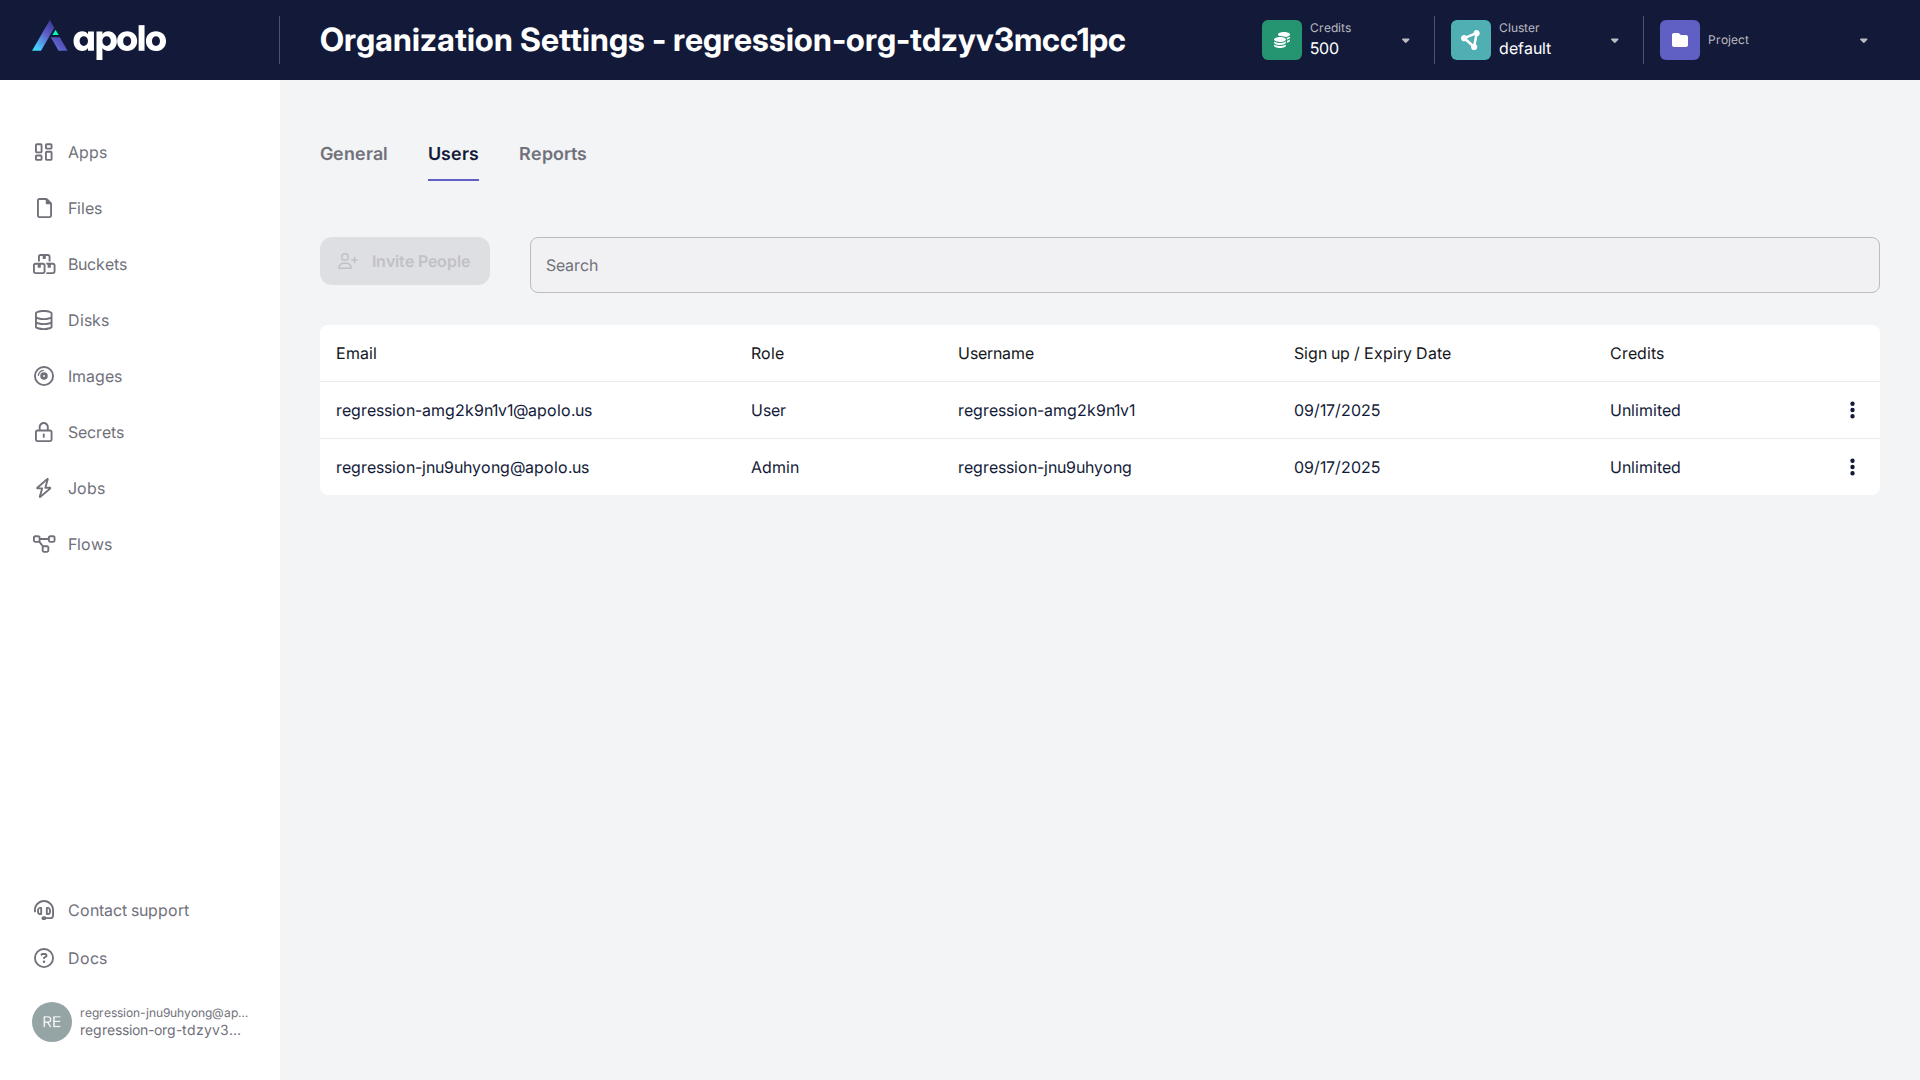 apolo
Organization Settings - regression-org-tdzyv3mcc1pc
Credits
500
Cluster
default
Project
Apps
Files
Buckets
Disks
Images
Secrets
Jobs
Flows
Contact support
Docs
RE
regression-jnu9uhyong@ap...
regression-org-tdzyv3...
General
Users
Reports
Invite People
Search
Email Role Username Sign up / Expiry Date Credits
regression-amg2k9n1v1@apolo.us User regression-amg2k9n1v1 09/17/2025 Unlimited
regression-jnu9uhyong@apolo.us Admin regression-jnu9uhyong 09/17/2025 Unlimited